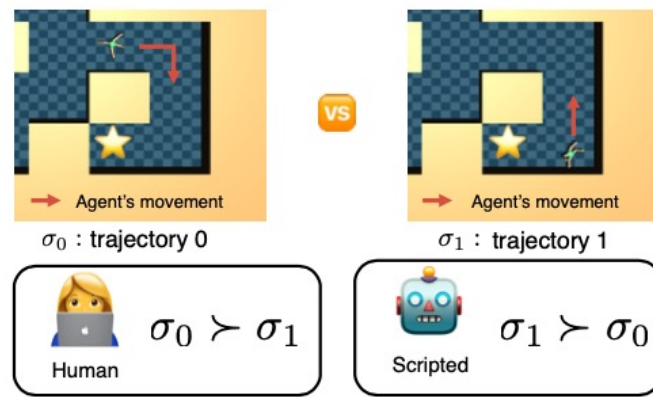 VS
Agent's movement
Agent's movement
σ₀ : trajectory 0
σ₁ : trajectory 1
Human
σ₀ ≻ σ₁
Scripted
σ₁ ≻ σ₀